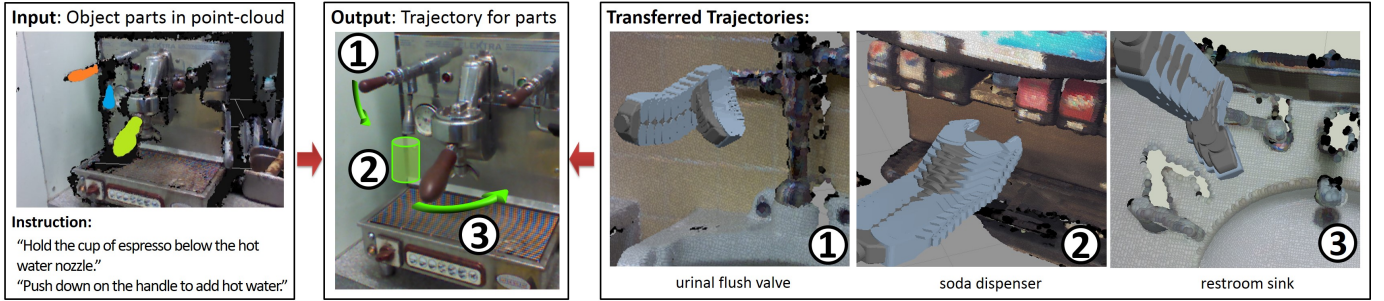 Input: Object parts in point-cloud
Instruction:
“Hold the cup of espresso below the hot
water nozzle.”
“Push down on the handle to add hot water.”
Output: Trajectory for parts
1
2
3
Transferred Trajectories:
1
urinal flush valve
2
soda dispenser
3
restroom sink